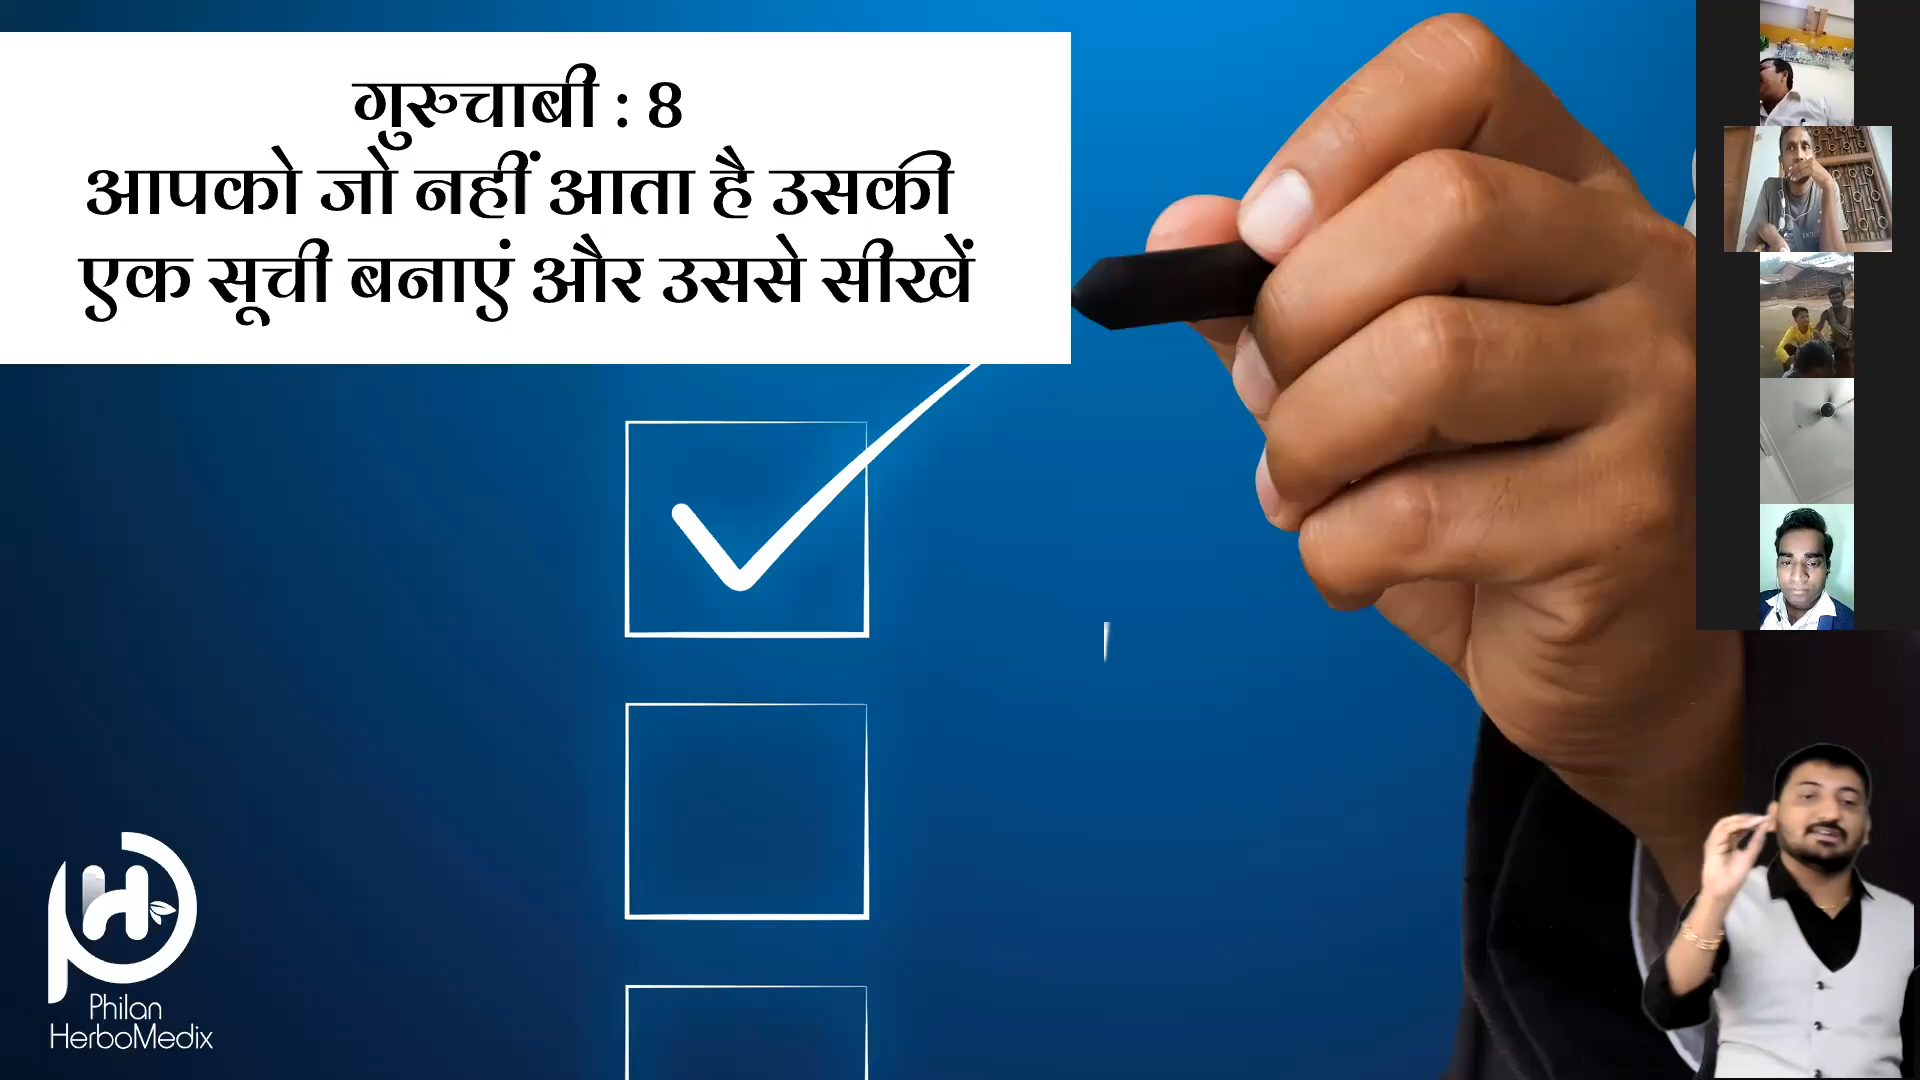 गुरुचाबी : 8
आपको जो नहीं आता है उसकी
एक सूची बनाएं और उससे सीखें
Philan
HerboMedix